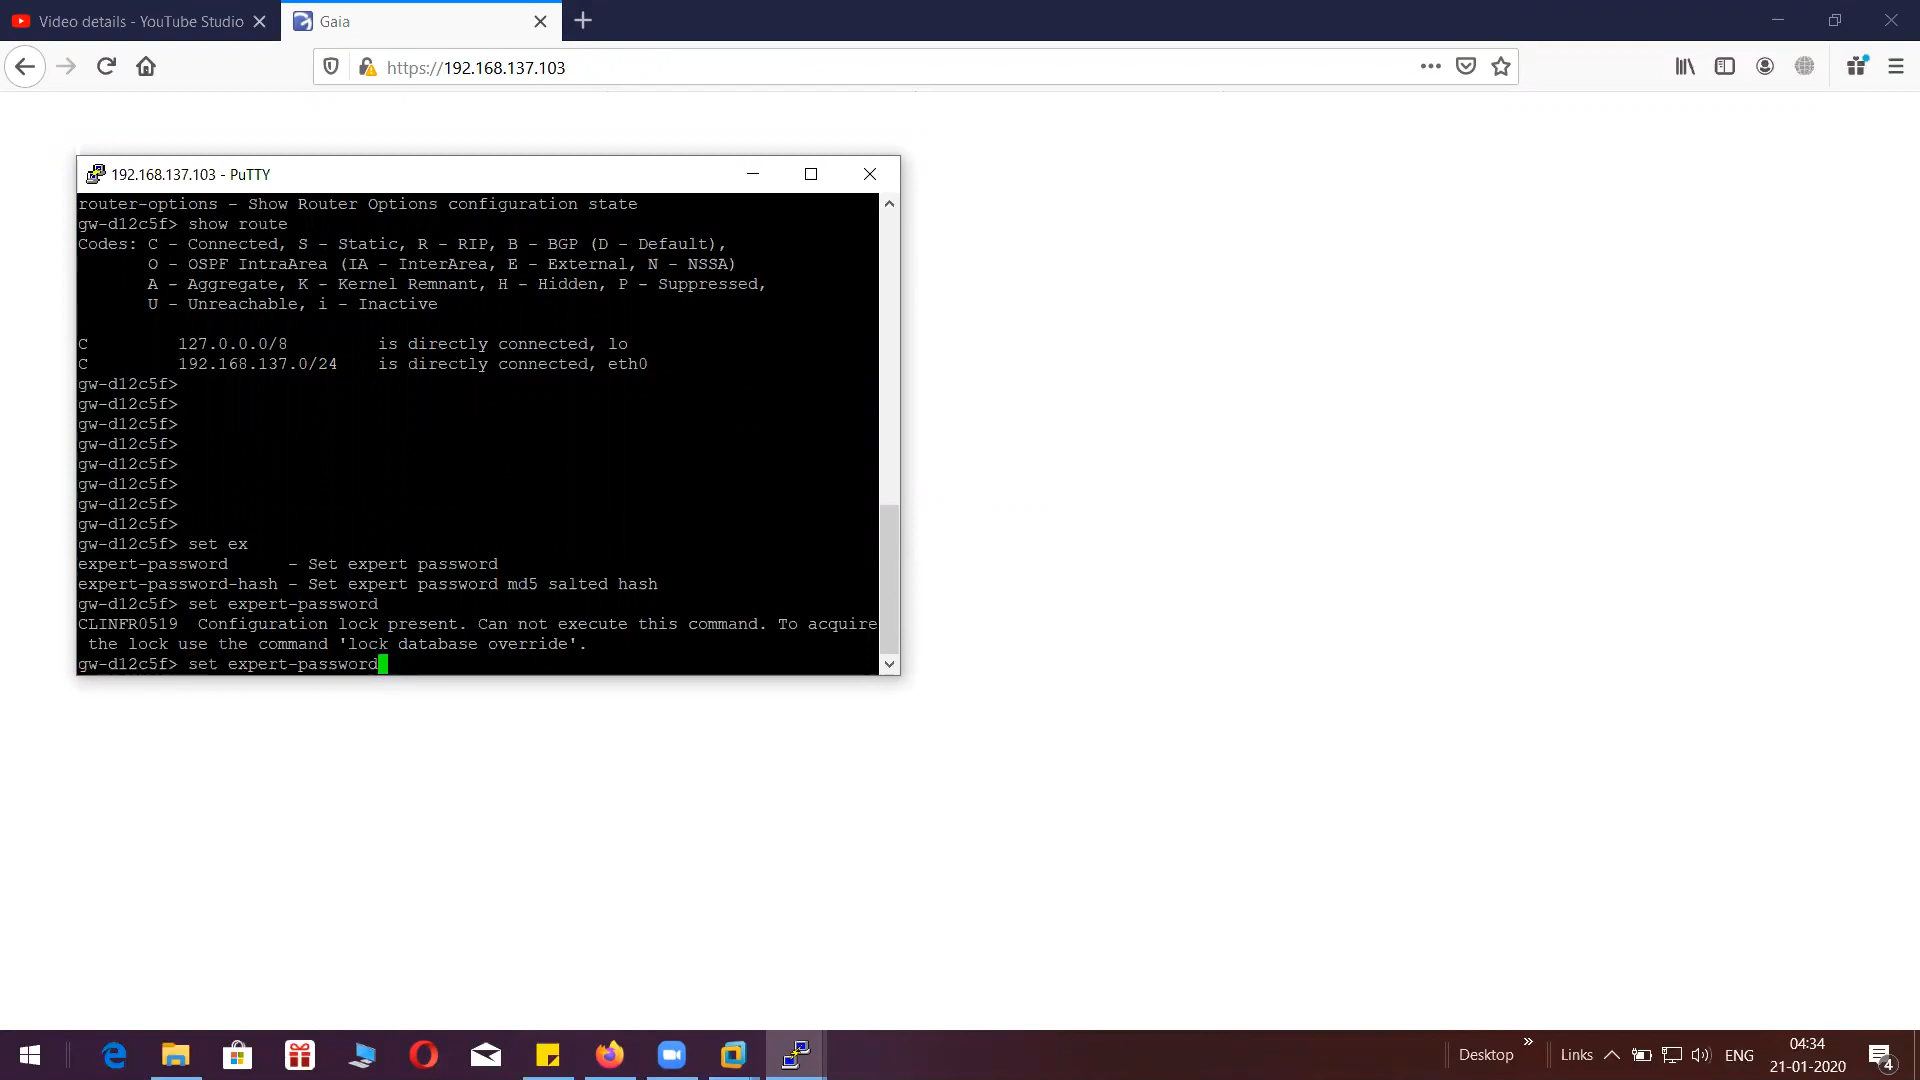 Video details - YouTube Studio
Gaia
https://192.168.137.103
192.168.137.103 - PuTTY
router-options - Show Router Options configuration state
gw-d12c5f> show route
Codes: C - Connected, S - Static, R - RIP, B - BGP (D - Default),
O - OSPF IntraArea (IA - InterArea, E - External, N - NSSA)
A - Aggregate, K - Kernel Remnant, H - Hidden, P - Suppressed,
U - Unreachable, i - Inactive
C 127.0.0.0/8 is directly connected, lo
C 192.168.137.0/24 is directly connected, eth0
gw-d12c5f>
gw-d12c5f>
gw-d12c5f>
gw-d12c5f>
gw-d12c5f>
gw-d12c5f>
gw-d12c5f>
gw-d12c5f>
gw-d12c5f> set ex
expert-password - Set expert password
expert-password-hash - Set expert password md5 salted hash
gw-d12c5f> set expert-password
CLINFR0519 Configuration lock present. Can not execute this command. To acquire
the lock use the command 'lock database override'.
gw-d12c5f> set expert-password
Desktop
Links
ENG
04:34
21-01-2020
4